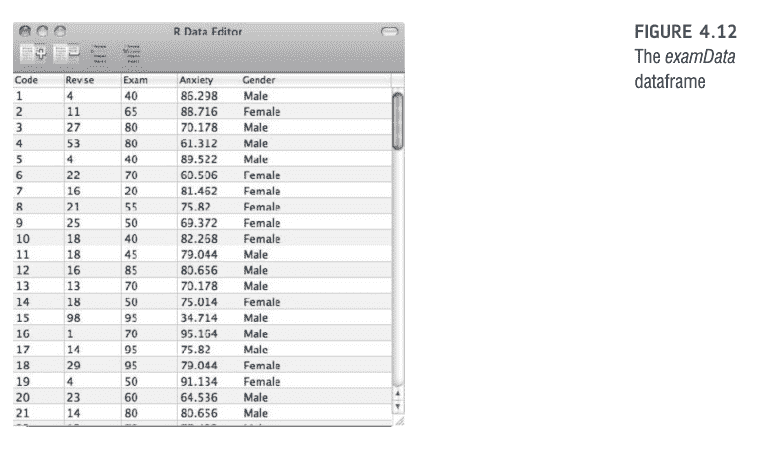 R Data Editor
Code Revise Exam Anxiety Gender
1 4 40 86.298 Male
2 11 65 88.716 Female
3 27 80 70.178 Male
4 53 80 61.312 Male
5 4 40 89.522 Male
6 22 70 60.506 Female
7 16 20 81.462 Female
8 21 55 75.82 Female
9 25 50 69.372 Female
10 18 40 82.268 Female
11 18 45 79.044 Male
12 16 85 80.656 Male
13 13 70 70.178 Male
14 18 50 75.014 Female
15 98 95 34.714 Male
16 1 70 95.164 Male
17 14 95 75.82 Male
18 29 95 79.044 Female
19 4 50 91.134 Female
20 23 60 64.536 Male
21 14 80 80.656 Male
FIGURE 4.12
The examData
dataframe